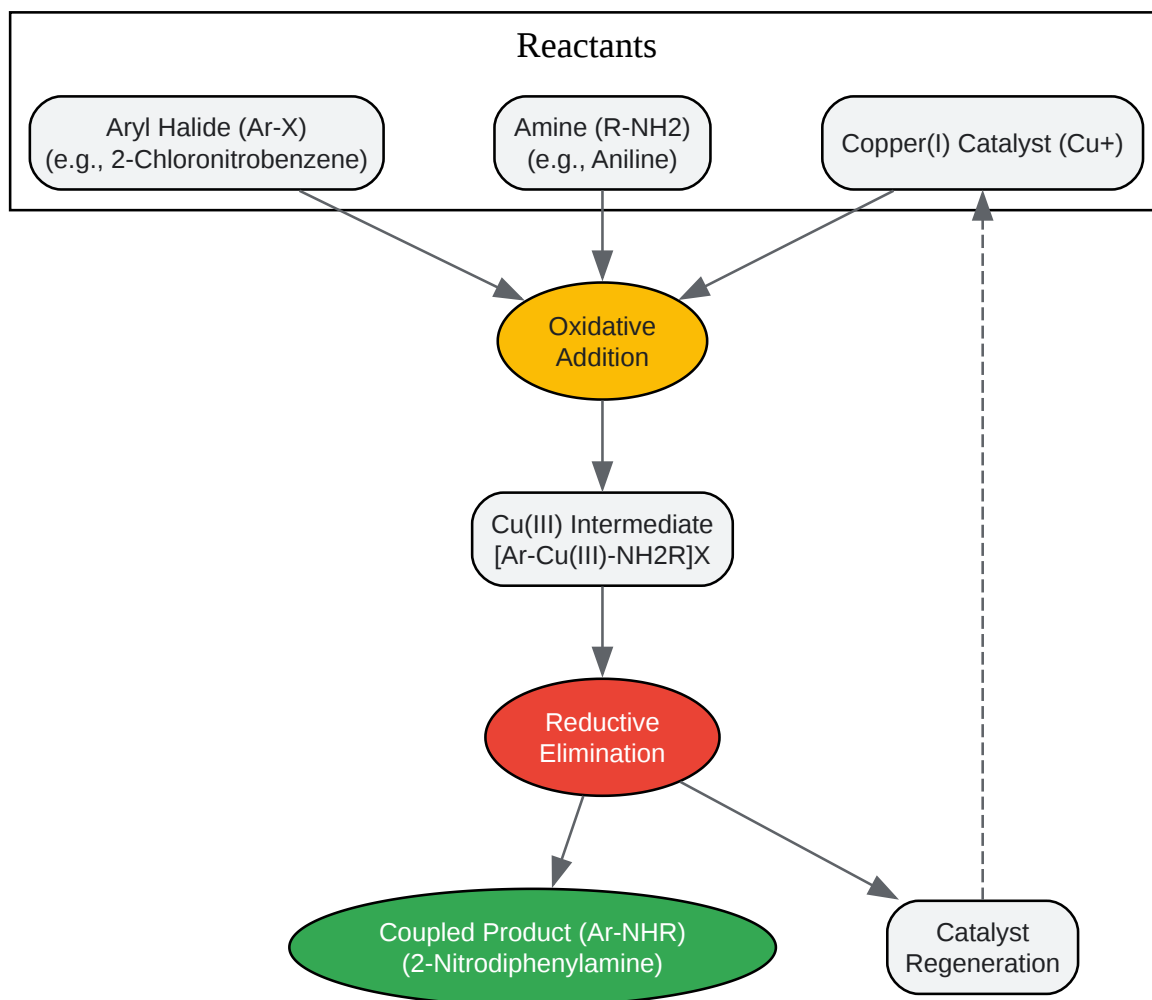 Reactants
Aryl Halide (Ar-X)
(e.g., 2-Chloronitrobenzene)
Amine (R-NH2)
(e.g., Aniline)
Copper(I) Catalyst (Cu+)
Oxidative
Addition
Cu(III) Intermediate
[Ar-Cu(III)-NH2R]X
Reductive
Elimination
Coupled Product (Ar-NHR)
(2-Nitrodiphenylamine)
Catalyst
Regeneration